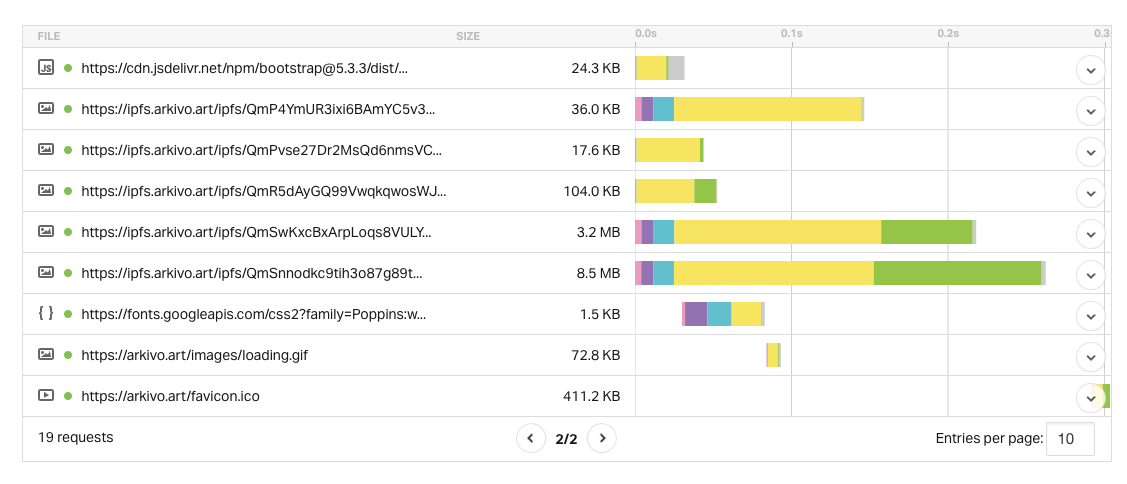 FILE SIZE 0.0s 0.1s 0.2s 0.3
JS https://cdn.jsdelivr.net/npm/bootstrap@5.3.3/dist/... 24.3 KB
https://ipfs.arkivo.art/ipfs/QmP4YmUR3ixi6BAmYC5v3... 36.0 KB
https://ipfs.arkivo.art/ipfs/QmPvse27Dr2MsQd6nmsVC... 17.6 KB
https://ipfs.arkivo.art/ipfs/QmR5dAyGQ99VwqkqwosWJ... 104.0 KB
https://ipfs.arkivo.art/ipfs/QmSwKxcBxArpLoqs8VULY... 3.2 MB
https://ipfs.arkivo.art/ipfs/QmSnnodkc9tih3o87g89t... 8.5 MB
{ } https://fonts.googleapis.com/css2?family=Poppins:w... 1.5 KB
https://arkivo.art/images/loading.gif 72.8 KB
https://arkivo.art/favicon.ico 411.2 KB
19 requests 2/2 Entries per page: 10